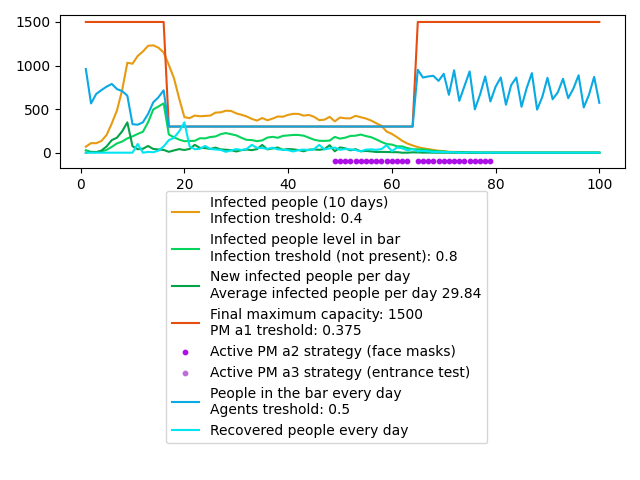 1500
1000
500
0
0 20 40 60 80 100
Infected people (10 days)
Infection treshold: 0.4
Infected people level in bar
Infection treshold (not present): 0.8
New infected people per day
Average infected people per day 29.84
Final maximum capacity: 1500
PM a1 treshold: 0.375
Active PM a2 strategy (face masks)
Active PM a3 strategy (entrance test)
People in the bar every day
Agents treshold: 0.5
Recovered people every day